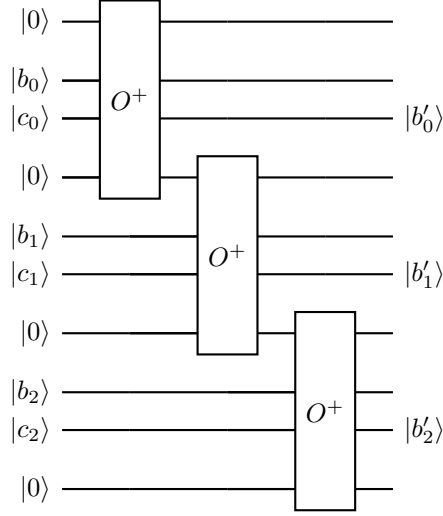 |0⟩
|b₀⟩
O⁺
|c₀⟩ |b′₀⟩
|0⟩
|b₁⟩
O⁺
|c₁⟩ |b′₁⟩
|0⟩
|b₂⟩
O⁺
|c₂⟩ |b′₂⟩
|0⟩